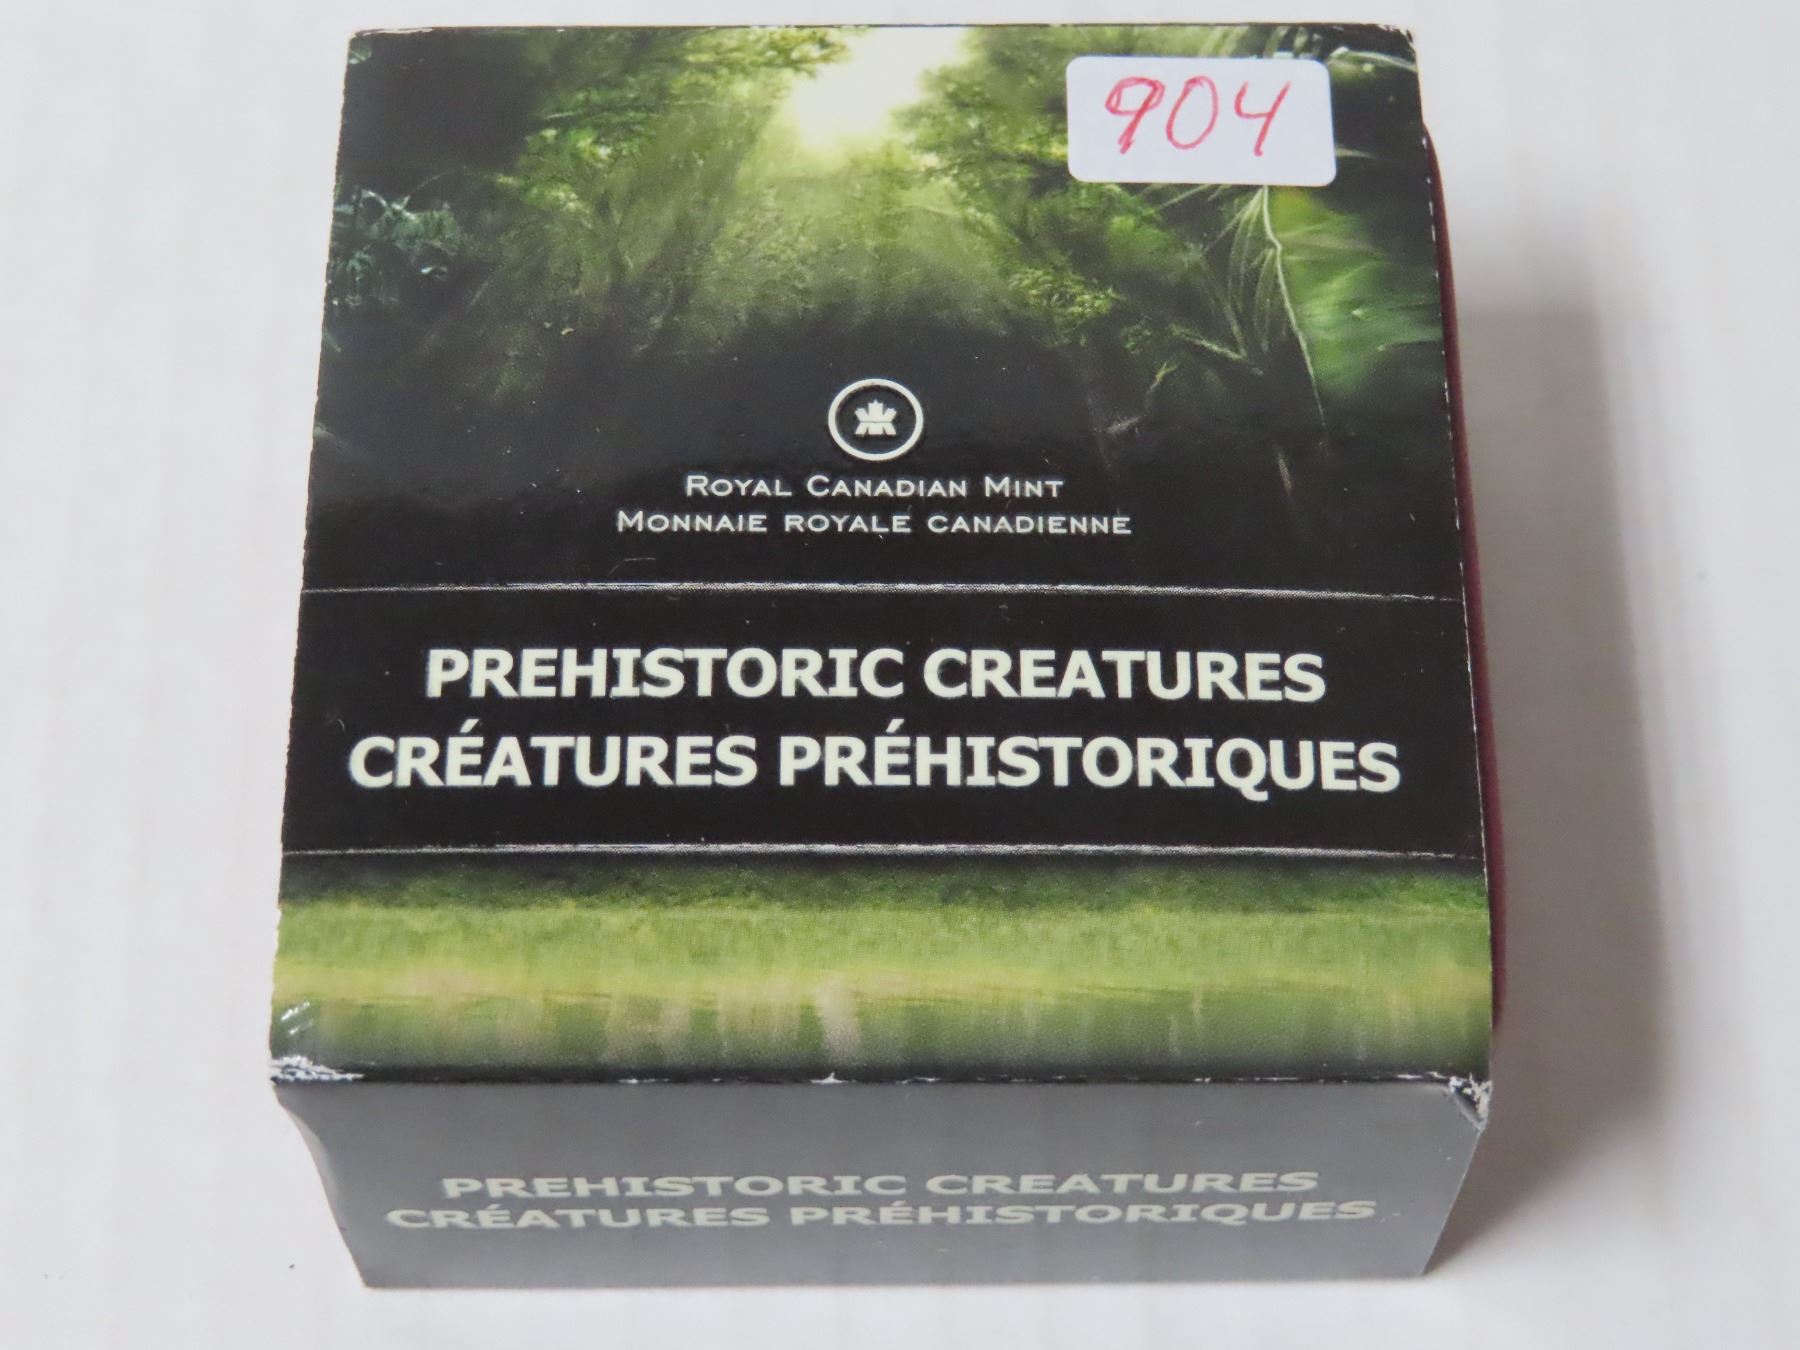 904
ROYAL CANADIAN MINT
MONNAIE ROYALE CANADIENNE
PREHISTORIC CREATURES
CRÉATURES PRÉHISTORIQUES
PREHISTORIC CREATURES
CRÉATURES PRÉHISTORIQUES